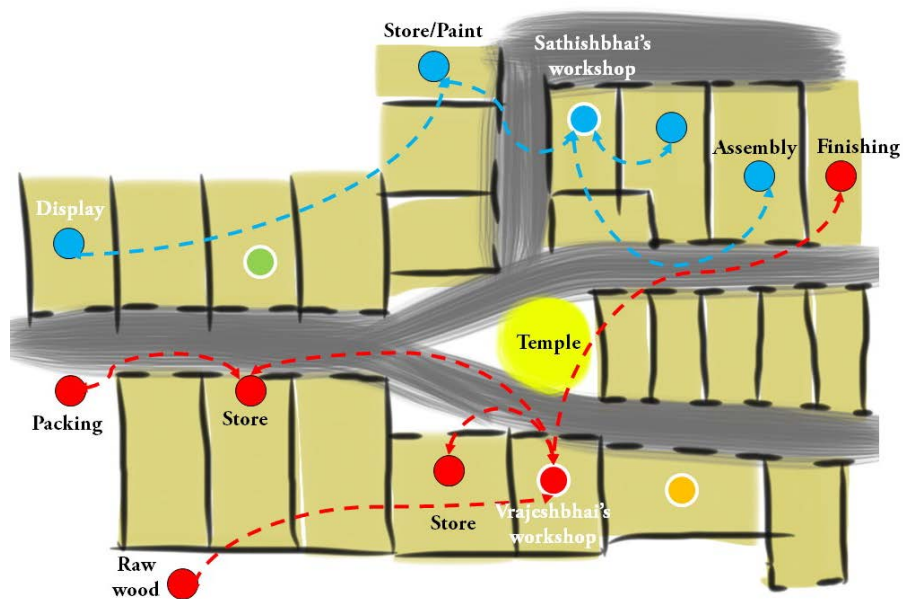 Store/Paint
Sathishbhai's
workshop
Assembly
Finishing
Display
Temple
Packing
Store
Store
Vrajeshbhai's
workshop
Raw
wood